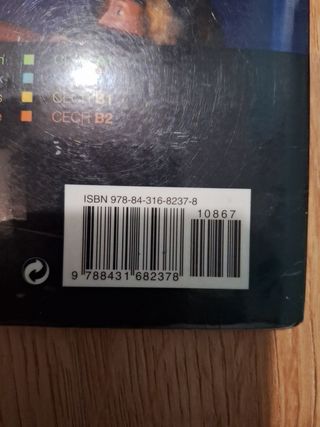 CECR B1
CECR B2
ISBN 978-84-316-8237-8
10867
9 788431 682378